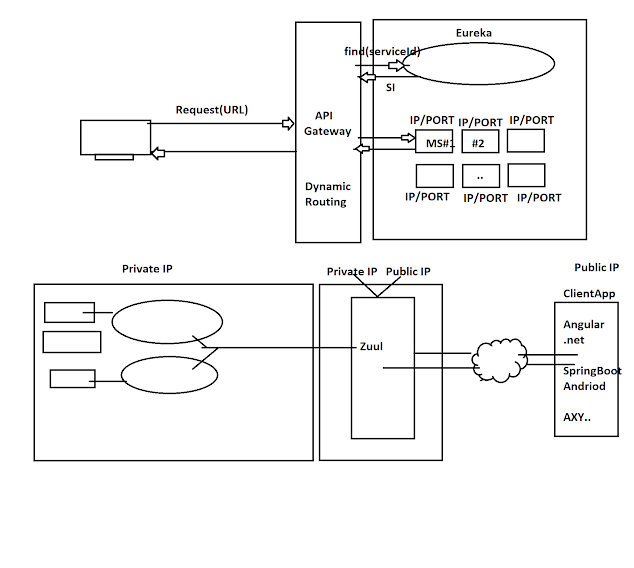 Eureka
find(serviceId)
SI
Request(URL)
API
Gateway
IP/PORT IP/PORT IP/PORT
MS#1 #2
..
IP/PORT IP/PORT IP/PORT
Dynamic
Routing
Private IP
Private IP Public IP
Public IP
ClientApp
Angular
.net
Zuul
SpringBoot
Andriod
AXY..